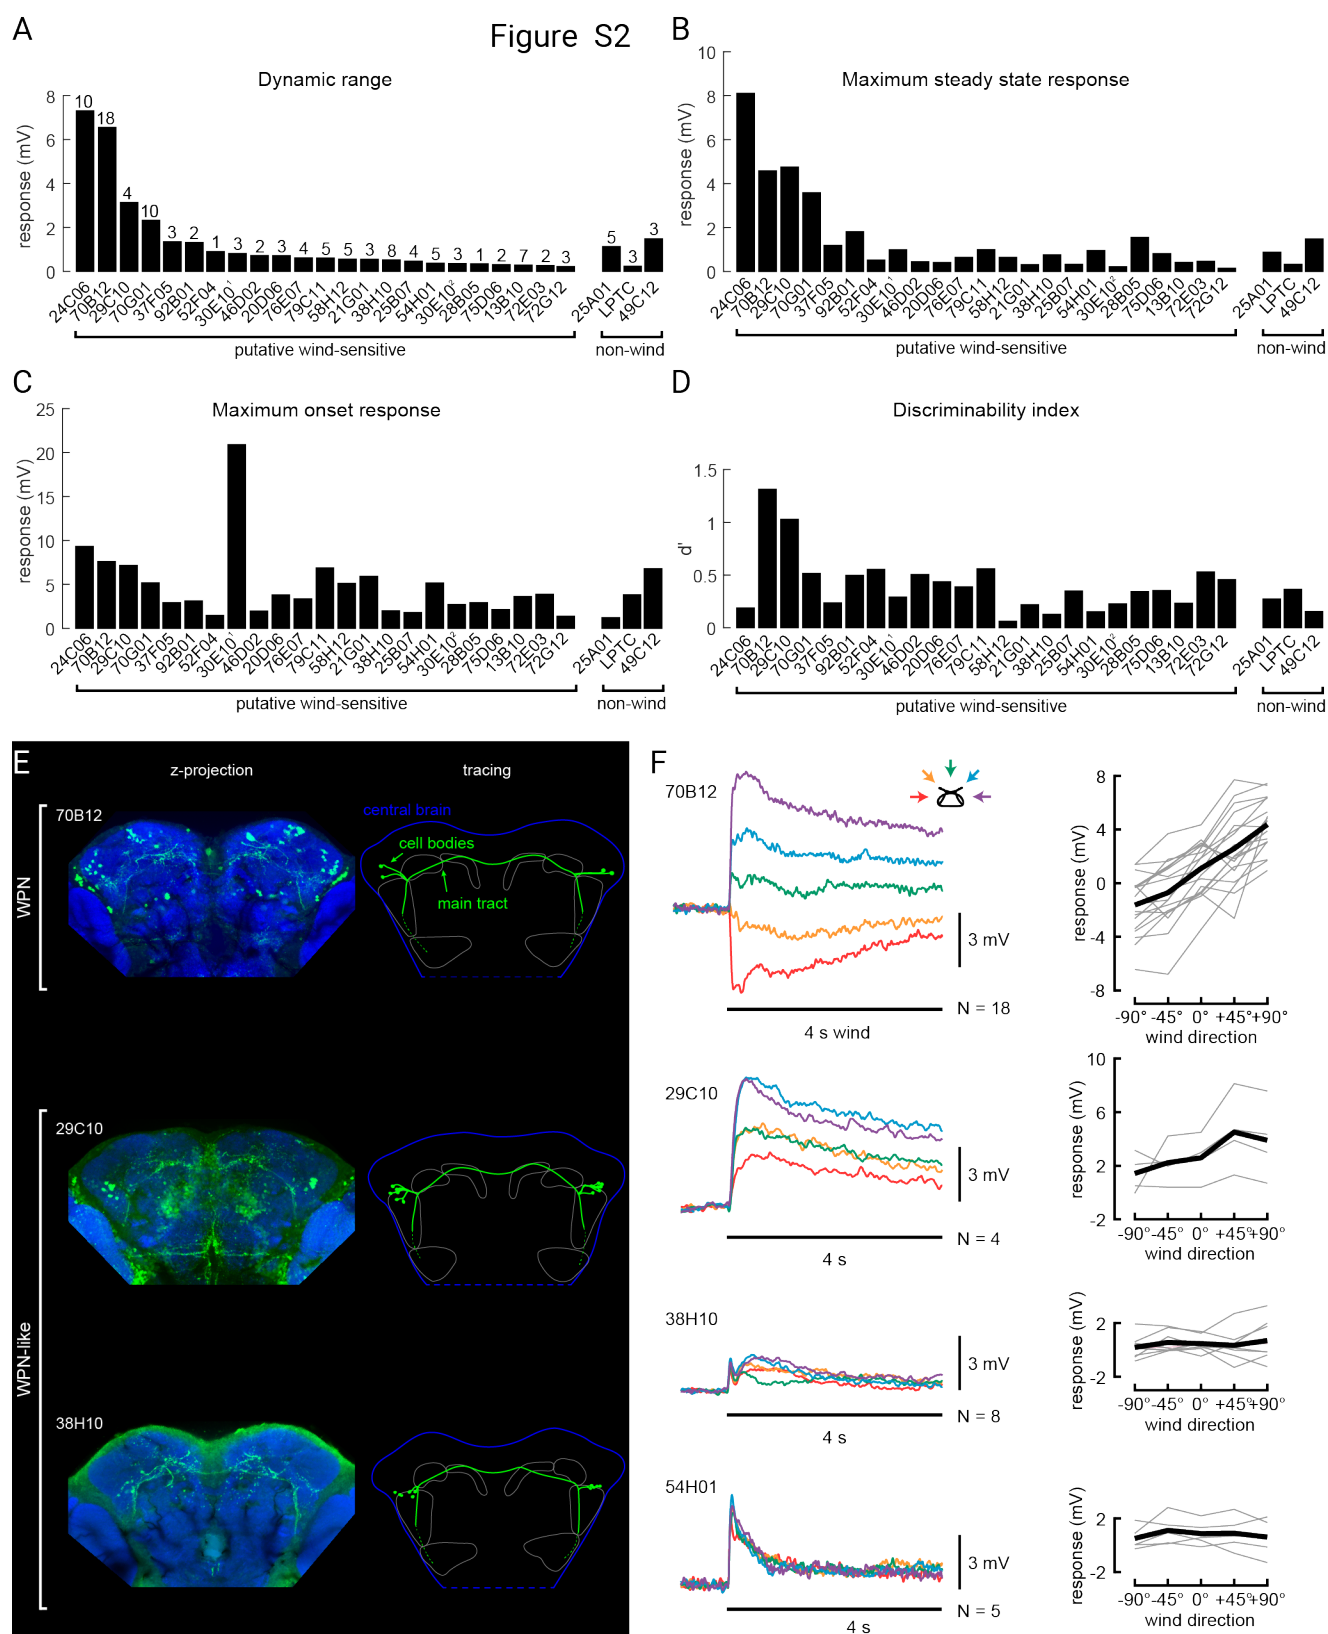 Figure S2
A
Dynamic range
response (mV)
8
6
4
2
0
10
18
4
10
3
2
1
3
2
3
4
5
5
3
8
4
5
3
1
2
7
2
3
5
3
3
24C06
70B12
29C10
70G01
37F05
92B01
52F04
30E10¹
46D02
20D06
76E07
79C11
58H12
21G01
38H10
25B07
54H01
30E10²
28B05
75D06
13B10
72E03
72G12
25A01
LPTC
49C12
putative wind-sensitive
non-wind
B
Maximum steady state response
response (mV)
10
8
6
4
2
0
24C06
70B12
29C10
70G01
37F05
92B01
52F04
30E10¹
46D02
20D06
76E07
79C11
58H12
21G01
38H10
25B07
54H01
30E10²
28B05
75D06
13B10
72E03
72G12
25A01
LPTC
49C12
putative wind-sensitive
non-wind
C
Maximum onset response
response (mV)
25
20
15
10
5
0
24C06
70B12
29C10
70G01
37F05
92B01
52F04
30E10¹
46D02
20D06
76E07
79C11
58H12
21G01
38H10
25B07
54H01
30E10²
28B05
75D06
13B10
72E03
72G12
25A01
LPTC
49C12
putative wind-sensitive
non-wind
D
Discriminability index
d'
1.5
1
0.5
0
24C06
70B12
29C10
70G01
37F05
92B01
52F04
30E10¹
46D02
20D06
76E07
79C11
58H12
21G01
38H10
25B07
54H01
30E10²
28B05
75D06
13B10
72E03
72G12
25A01
LPTC
49C12
putative wind-sensitive
non-wind
E
z-projection
tracing
WPN
70B12
central brain
cell bodies
main tract
WPN-like
29C10
38H10
F
70B12
3 mV
N = 18
4 s wind
response (mV)
8
4
0
-4
-8
-90° -45° 0° +45° +90°
wind direction
29C10
3 mV
N = 4
4 s
response (mV)
10
6
2
-2
-90° -45° 0° +45° +90°
wind direction
38H10
3 mV
N = 8
4 s
response (mV)
2
-2
-90° -45° 0° +45° +90°
wind direction
54H01
3 mV
N = 5
4 s
response (mV)
2
-2
-90° -45° 0° +45° +90°
wind direction